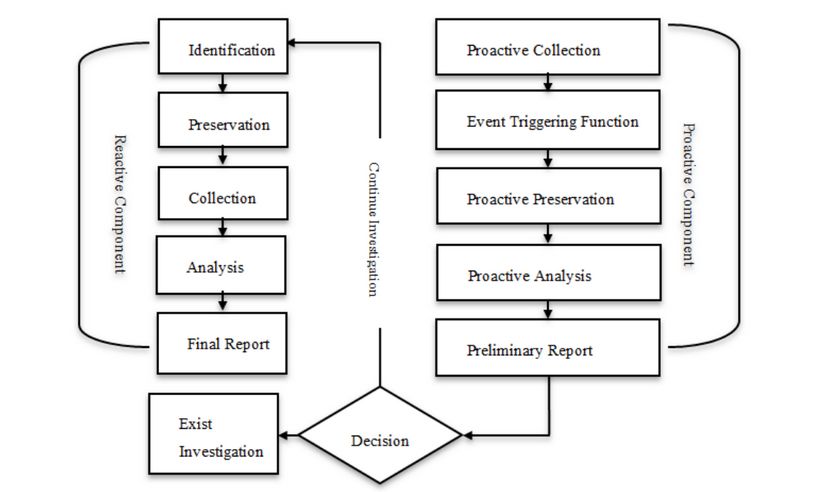 Identification
Preservation
Collection
Analysis
Final Report
Reactive Component
Continue Investigation
Proactive Collection
Event Triggering Function
Proactive Preservation
Proactive Analysis
Preliminary Report
Proactive Component
Decision
Exist
Investigation